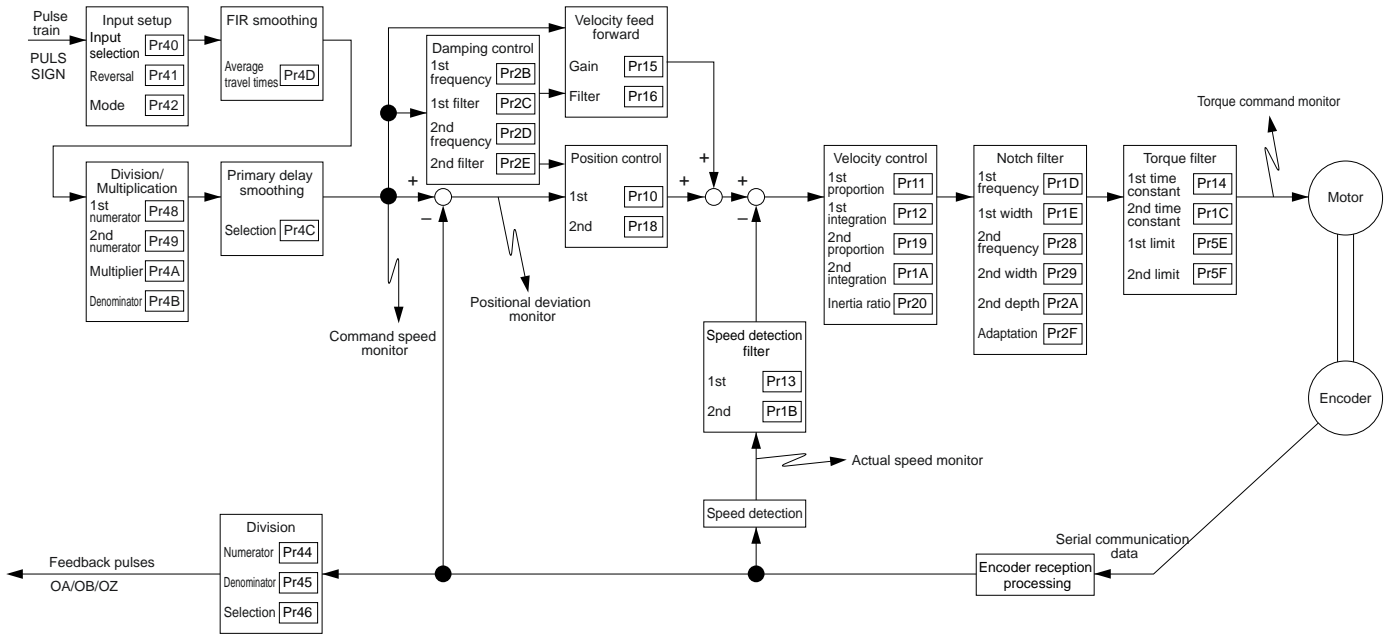 Pulse
train
PULS
SIGN
Input setup
Input
selection Pr40
Reversal Pr41
Mode Pr42
FIR smoothing
Average
travel times Pr4D
Velocity feed
forward
Gain Pr15
Filter Pr16
Damping control
1st
frequency Pr2B
1st filter Pr2C
2nd
frequency Pr2D
2nd filter Pr2E
Division/
Multiplication
1st
numerator Pr48
2nd
numerator Pr49
Multiplier Pr4A
Denominator Pr4B
Primary delay
smoothing
Selection Pr4C
+
−
Position control
1st Pr10
2nd Pr18
+
+
+
−
Velocity control
1st
proportion Pr11
1st
integration Pr12
2nd
proportion Pr19
2nd
integration Pr1A
Inertia ratio Pr20
Notch filter
1st
frequency Pr1D
1st width Pr1E
2nd
frequency Pr28
2nd width Pr29
2nd depth Pr2A
Adaptation Pr2F
Torque filter
1st time
constant Pr14
2nd time
constant Pr1C
1st limit Pr5E
2nd limit Pr5F
Torque command monitor
Motor
Encoder
Command speed
monitor
Positional deviation
monitor
Speed detection
filter
1st Pr13
2nd Pr1B
Actual speed monitor
Speed detection
Serial communication
data
Encoder reception
processing
Division
Numerator Pr44
Denominator Pr45
Selection Pr46
Feedback pulses
OA/OB/OZ